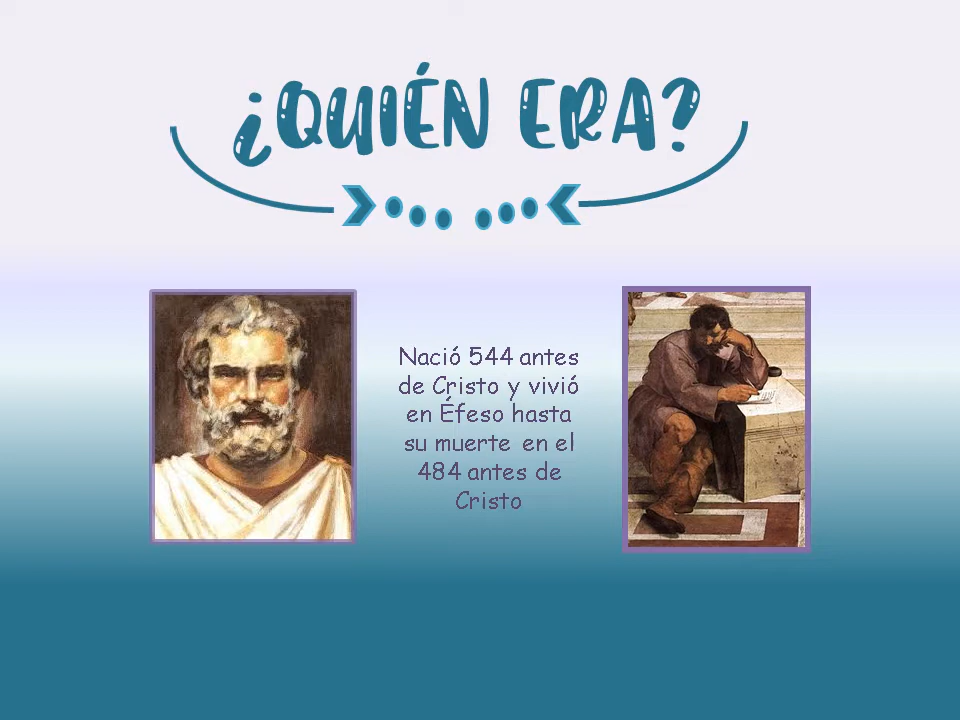 ¿QUIÉN ERA?
Nació 544 antes
de Cristo y vivió
en Éfeso hasta
su muerte en el
484 antes de
Cristo